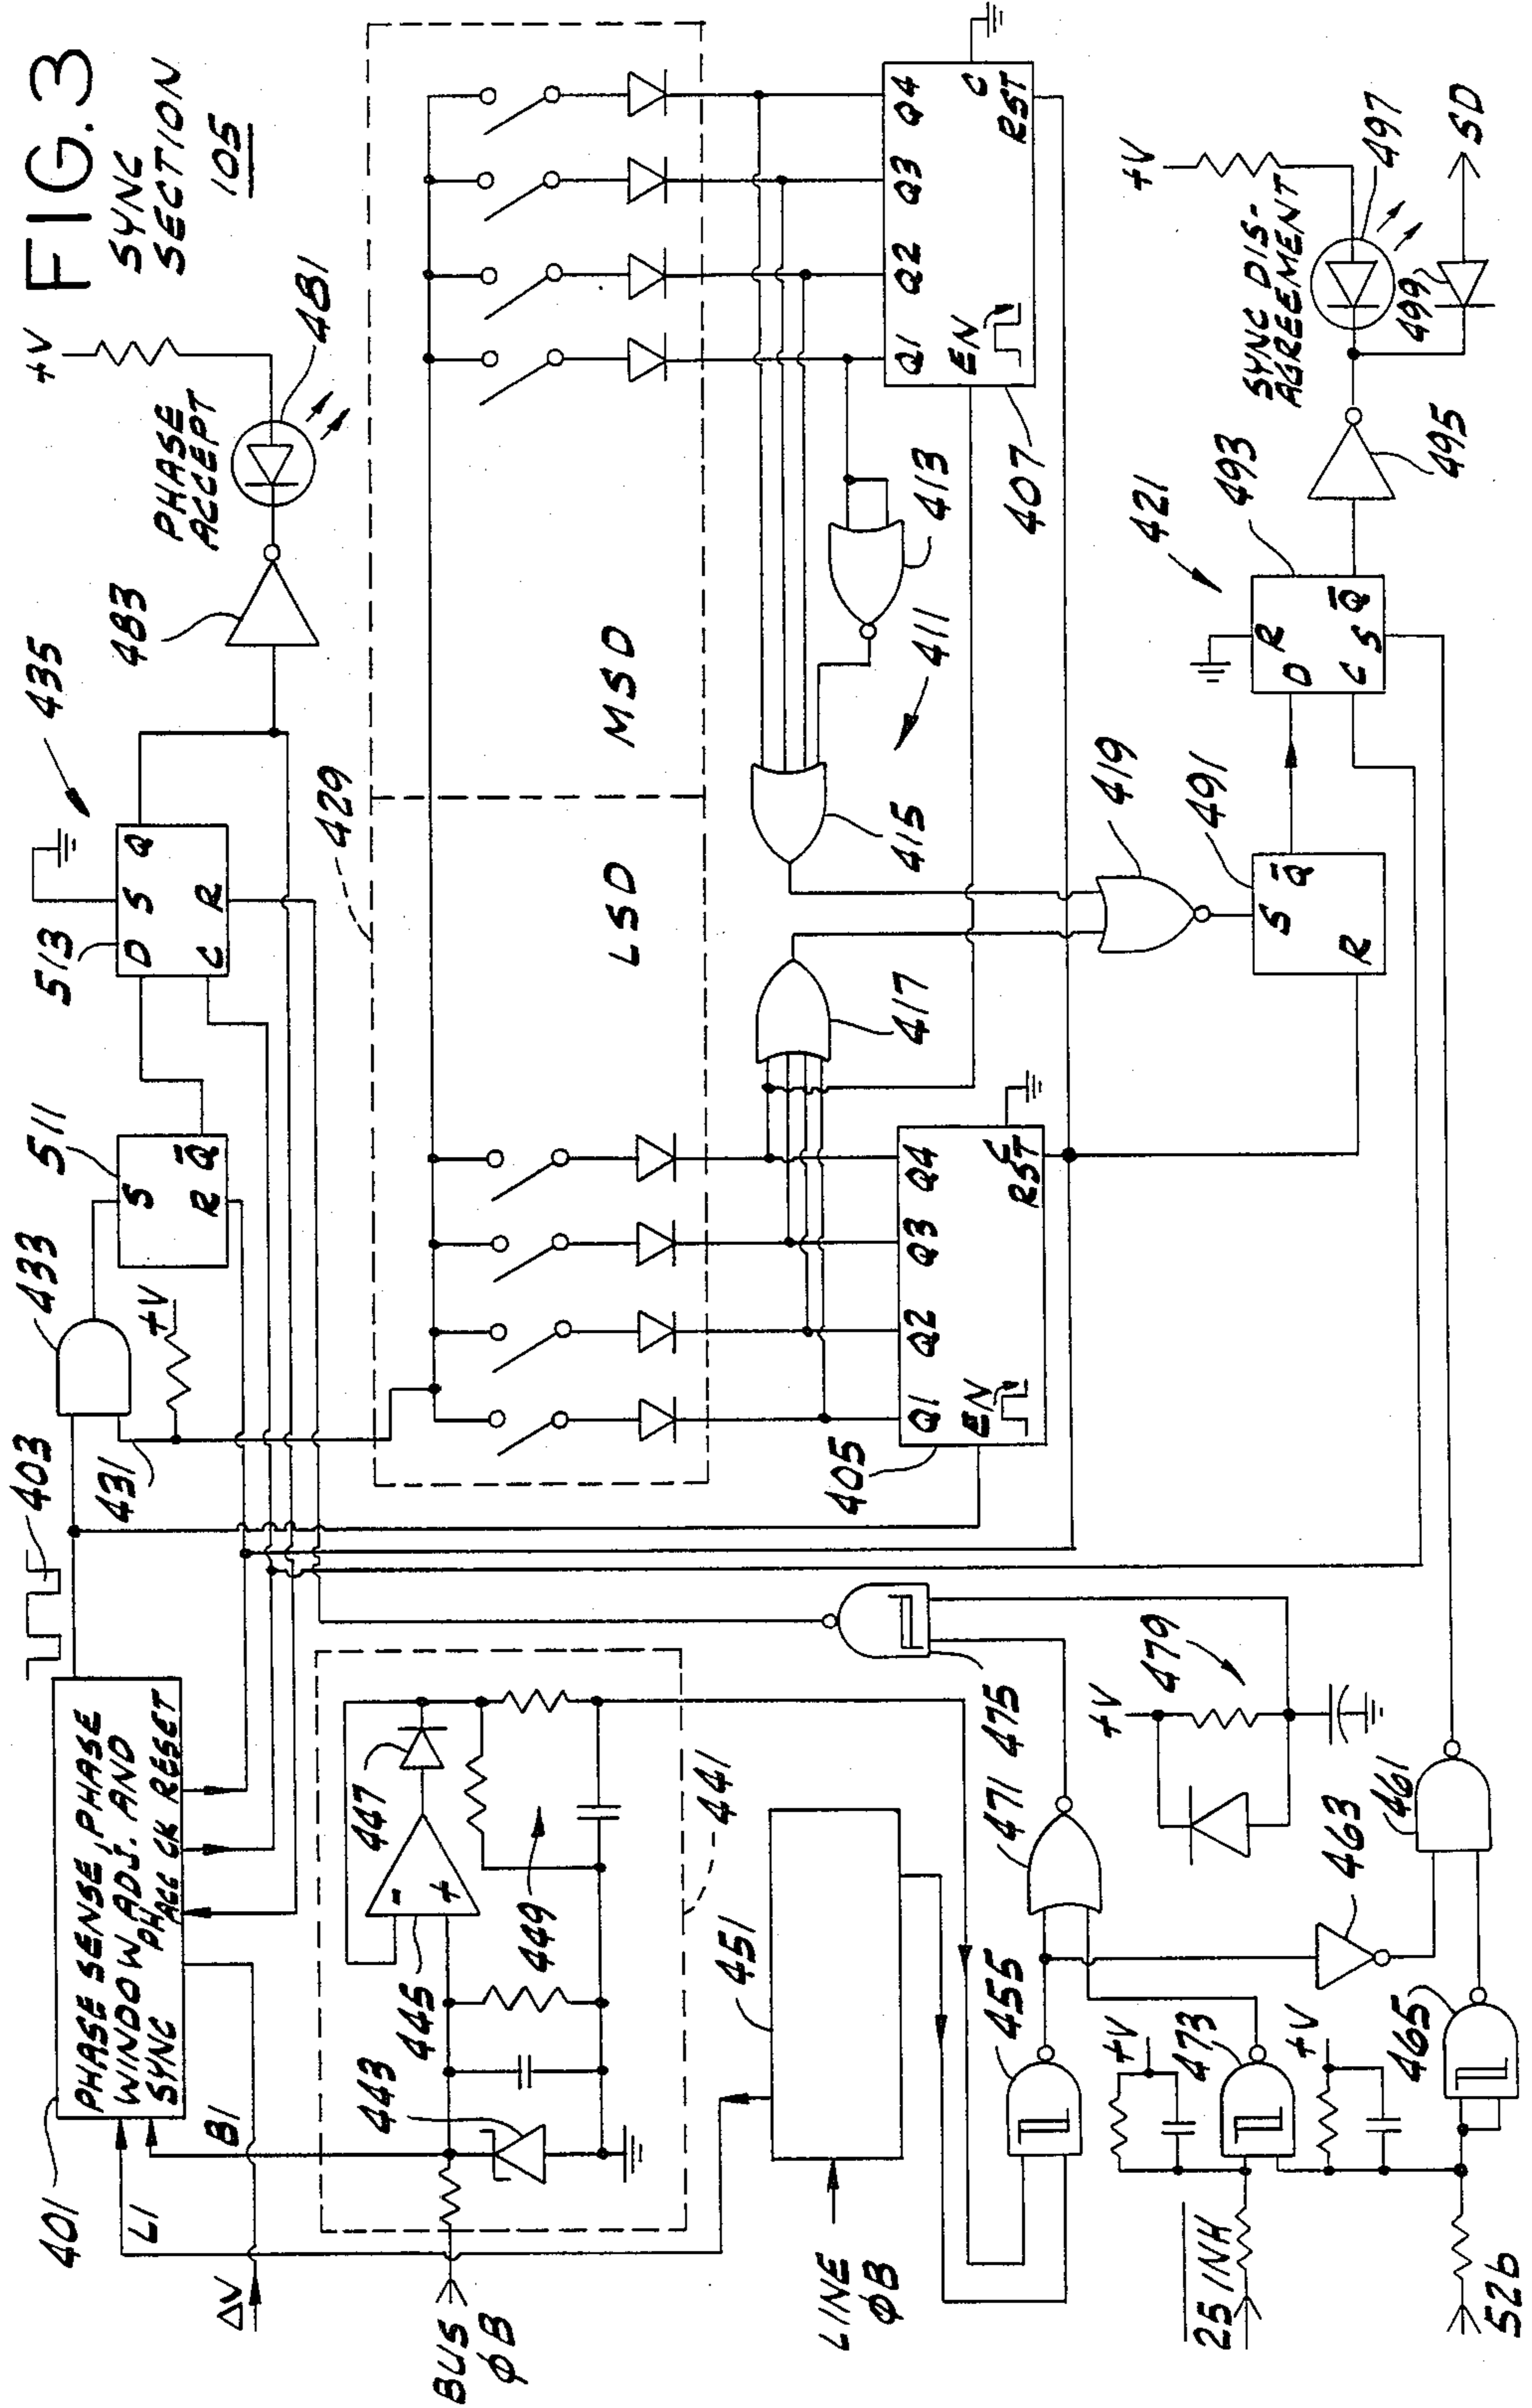 FIG. 3
SYNC
SECTION
105
401
PHASE SENSE, PHASE
WINDOW ADJ. AND
SYNC
PH
ACC CK RESET
403
433
431
+V
511
S
R Q̅
513
D S Q
C R
435
483
PHASE
ACCEPT
+V
481
L1
B1
ΔV
BUS
ØB
443
445
447
449
441
-
+
429
LSD
MSD
405
Q1 Q2 Q3 Q4
EN
C
RST
417
415
411
413
407
Q1 Q2 Q3 Q4
EN
C
RST
419
491
S
Q̅
R
421
493
D R
C S Q̅
495
SYNC DIS-
AGREEMENT
+V
497
499
SD
LINE
ØB
451
455
471
475
+V
479
463
461
25 INH
+V
473
+V
465
52b